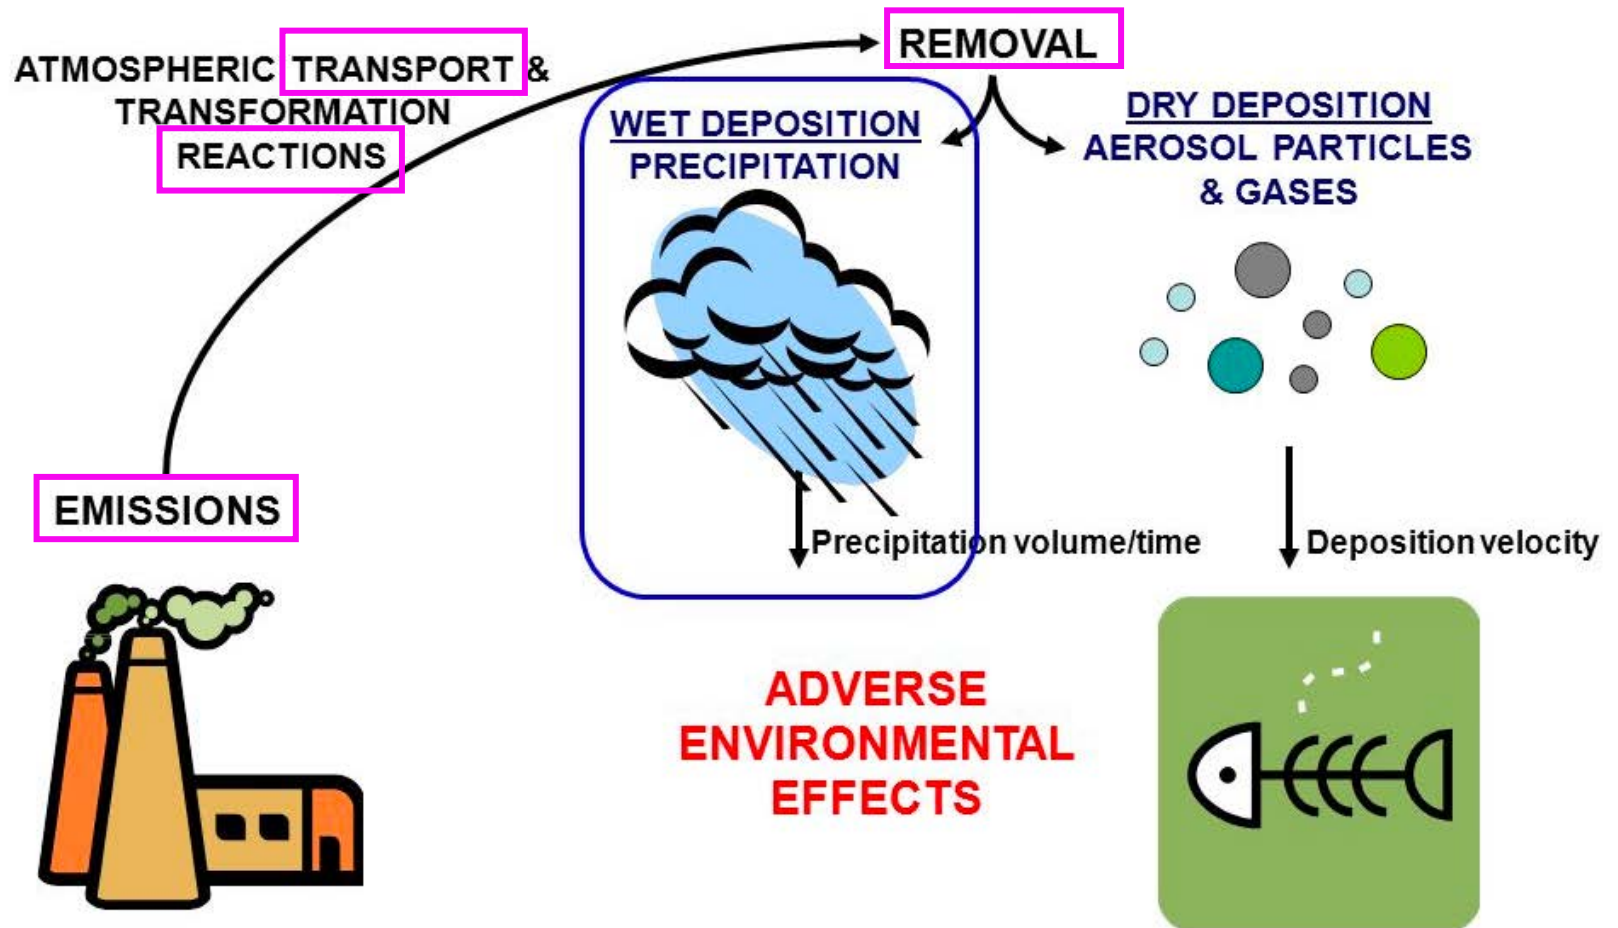 ATMOSPHERIC TRANSPORT &
TRANSFORMATION
REACTIONS
REMOVAL
WET DEPOSITION
PRECIPITATION
DRY DEPOSITION
AEROSOL PARTICLES
& GASES
EMISSIONS
Precipitation volume/time
Deposition velocity
ADVERSE
ENVIRONMENTAL
EFFECTS